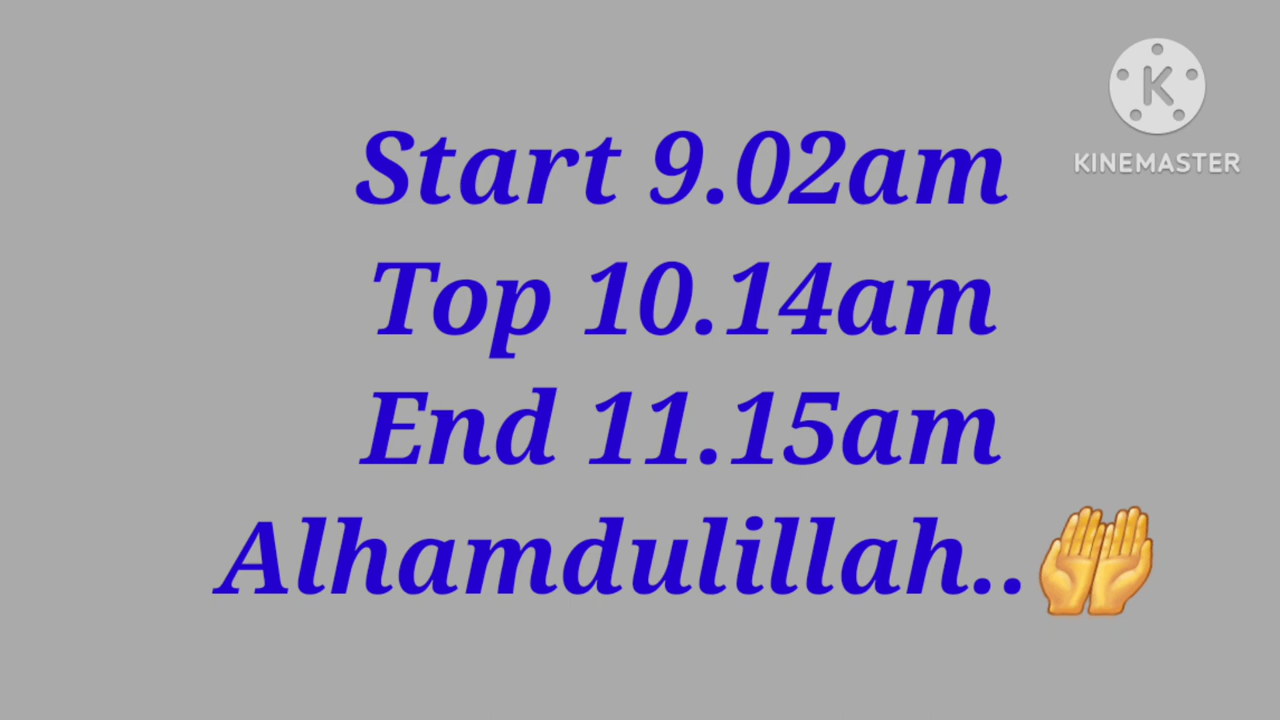 K
KINEMASTER
Start 9.02am
Top 10.14am
End 11.15am
Alhamdulillah..🤲